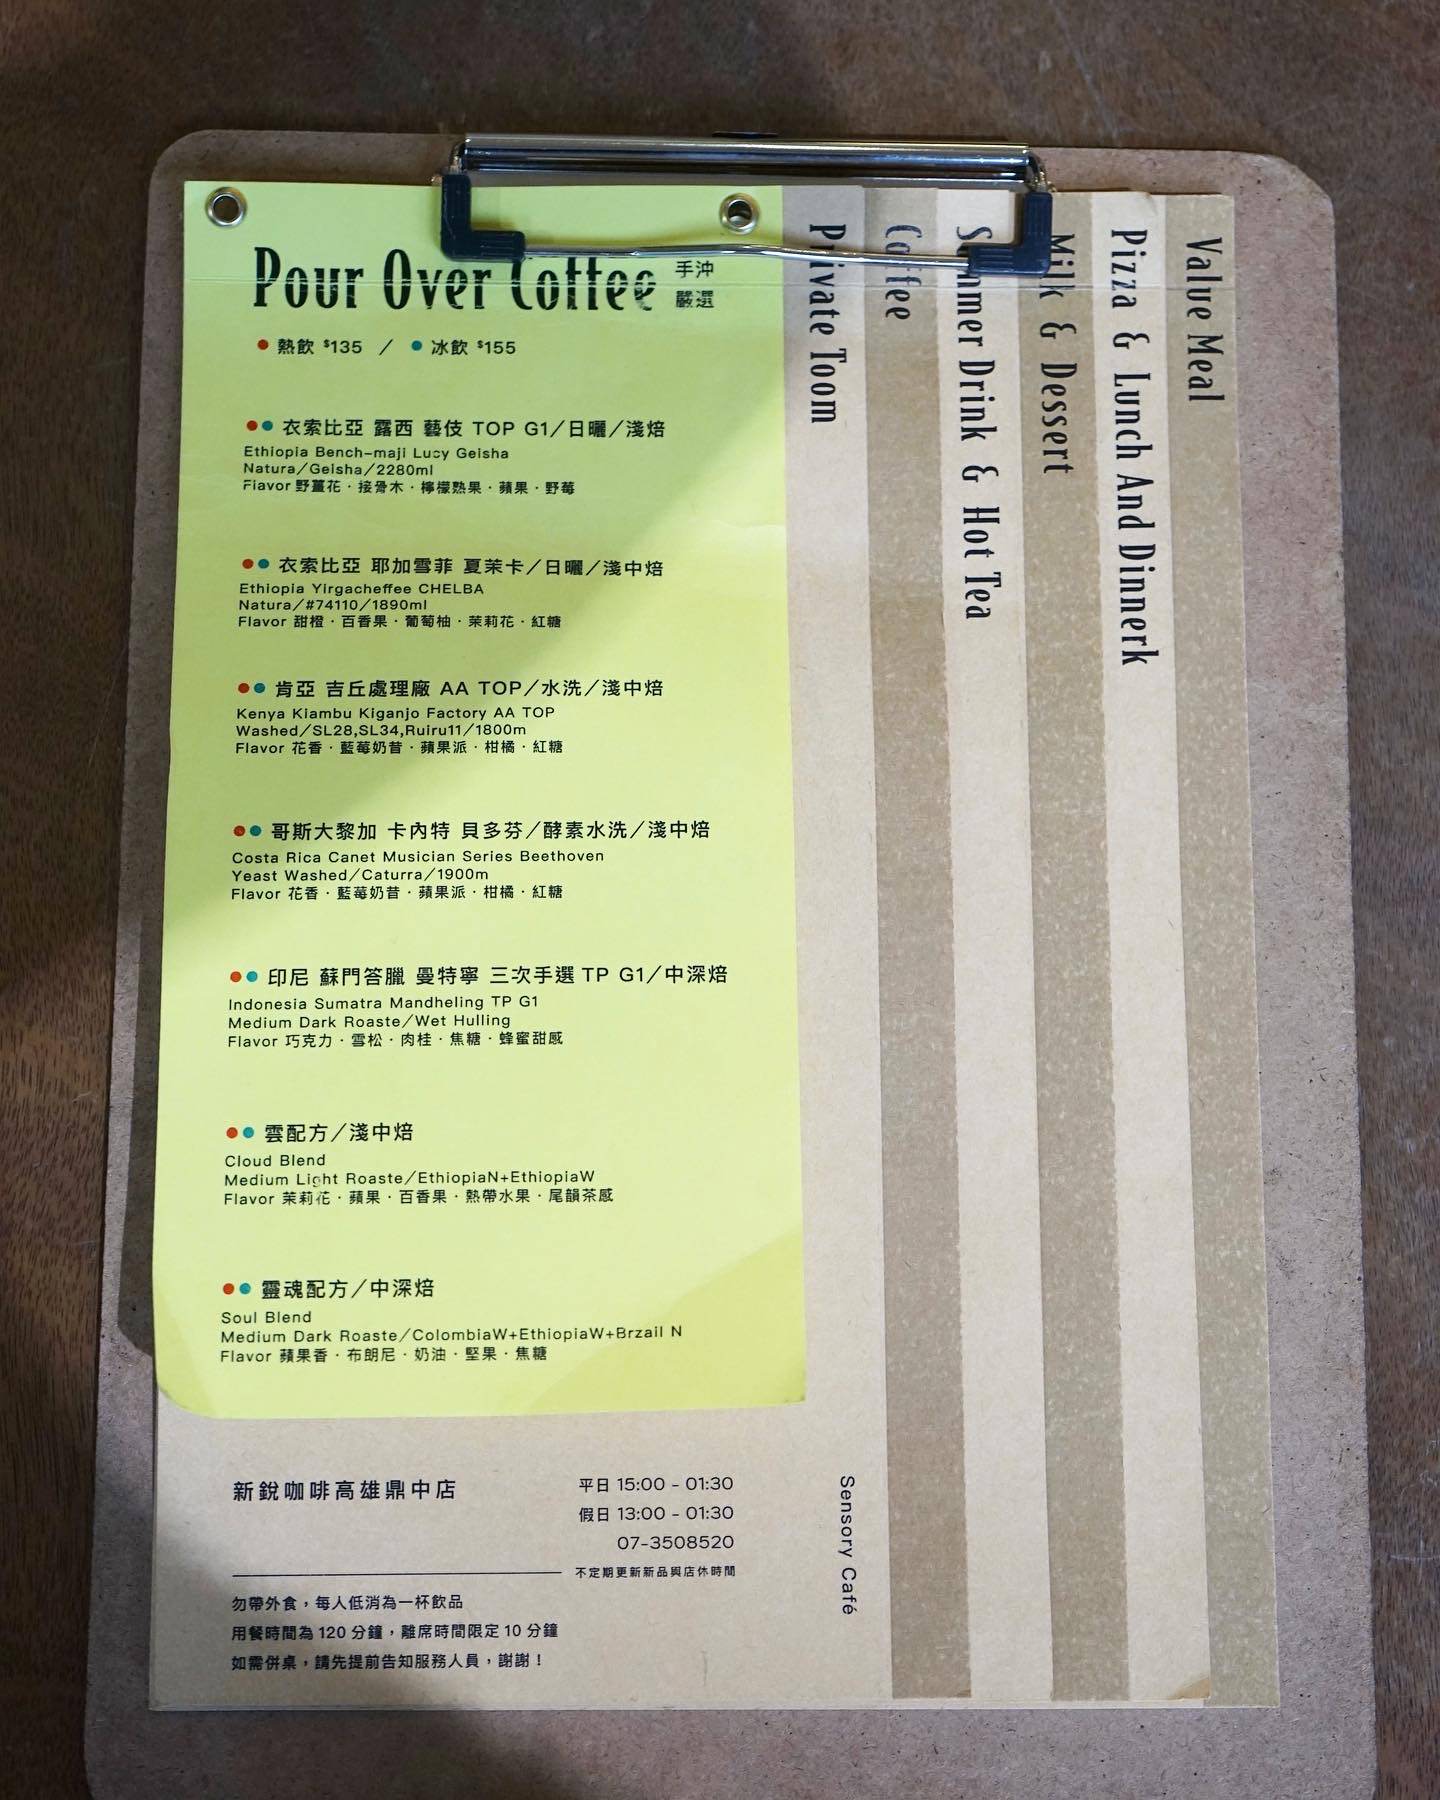 Pour Over Coffee 手沖
嚴選
熱飲 $135 / 冰飲 $155
衣索比亞 露西 藝伎 TOP G1/日曬/淺焙
Ethiopia Bench-maji Lucy Geisha
Natura/Geisha/2280ml
Flavor 野薑花·接骨木·檸檬熟果·蘋果·野莓
衣索比亞 耶加雪菲 夏茉卡/日曬/淺中焙
Ethiopia Yirgacheffee CHELBA
Natura/#74110/1890ml
Flavor 甜橙·百香果·葡萄柚·茉莉花·紅糖
肯亞 吉丘處理廠 AA TOP/水洗/淺中焙
Kenya Kiambu Kiganjo Factory AA TOP
Washed/SL28,SL34,Ruiru11/1800m
Flavor 花香·藍莓奶昔·蘋果派·柑橘·紅糖
哥斯大黎加 卡內特 貝多芬/酵素水洗/淺中焙
Costa Rica Canet Musician Series Beethoven
Yeast Washed/Caturra/1900m
Flavor 花香·藍莓奶昔·蘋果派·柑橘·紅糖
印尼 蘇門答臘 曼特寧 三次手選 TP G1/中深焙
Indonesia Sumatra Mandheling TP G1
Medium Dark Roaste/Wet Hulling
Flavor 巧克力·雪松·肉桂·焦糖·蜂蜜甜感
雲配方/淺中焙
Cloud Blend
Medium Light Roaste/EthiopiaN+EthiopiaW
Flavor 茉莉花·蘋果·百香果·熱帶水果·尾韻茶感
靈魂配方/中深焙
Soul Blend
Medium Dark Roaste/ColombiaW+EthiopiaW+Brzail N
Flavor 蘋果香·布朗尼·奶油·堅果·焦糖
新銳咖啡高雄鼎中店
平日 15:00 - 01:30
假日 13:00 - 01:30
07-3508520
不定期更新新品與店休時間
勿帶外食，每人低消為一杯飲品
用餐時間為 120 分鐘，離席時間限定 10 分鐘
如需併桌，請先提前告知服務人員，謝謝！
Sensory Café
Private Toom
Coffee
Summer Drink & Hot Tea
Milk & Dessert
Pizza & Lunch And Dinnerk
Value Meal